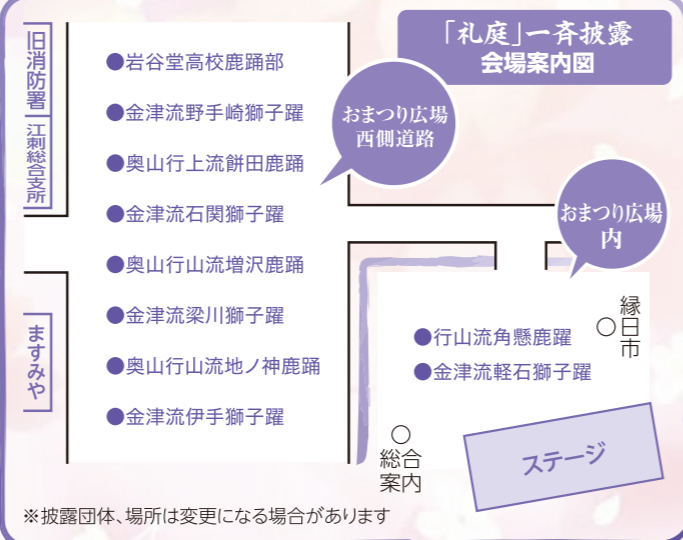 「礼庭」一斉披露
会場案内図
旧消防署
江刺総合支所
ますみや
●岩谷堂高校鹿踊部
●金津流野手崎獅子躍
●奥山行上流餅田鹿踊
●金津流石関獅子躍
●奥山行山流増沢鹿踊
●金津流梁川獅子躍
●奥山行山流地ノ神鹿踊
●金津流伊手獅子躍
おまつり広場
西側道路
おまつり広場
内
●行山流角懸鹿躍
●金津流軽石獅子躍
縁日市
総合
案内
ステージ
※披露団体、場所は変更になる場合があります